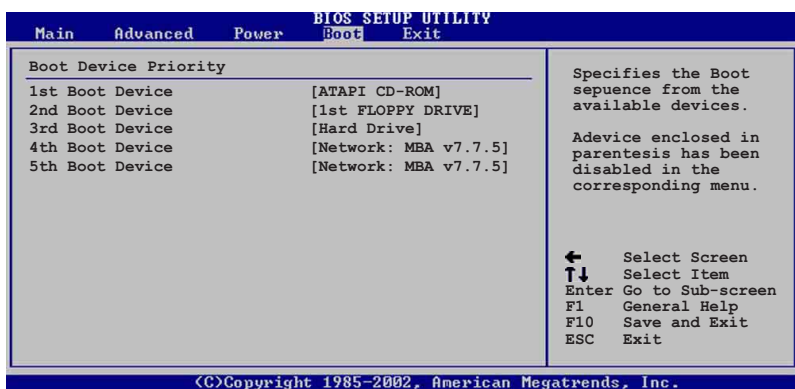 BIOS SETUP UTILITY
Main Advanced Power Boot Exit
Boot Device Priority
1st Boot Device [ATAPI CD-ROM]
2nd Boot Device [1st FLOPPY DRIVE]
3rd Boot Device [Hard Drive]
4th Boot Device [Network: MBA v7.7.5]
5th Boot Device [Network: MBA v7.7.5]
Specifies the Boot
sepuence from the
available devices.
Adevice enclosed in
parentesis has been
disabled in the
corresponding menu.
← Select Screen
↑↓ Select Item
Enter Go to Sub-screen
F1 General Help
F10 Save and Exit
ESC Exit
(C)Copyright 1985-2002, American Megatrends, Inc.